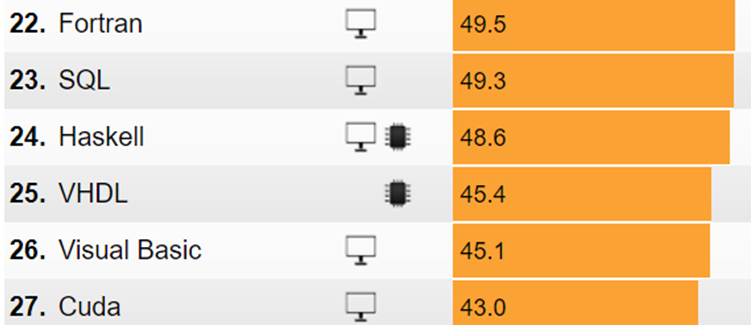 22. Fortran 49.5
23. SQL 49.3
24. Haskell 48.6
25. VHDL 45.4
26. Visual Basic 45.1
27. Cuda 43.0